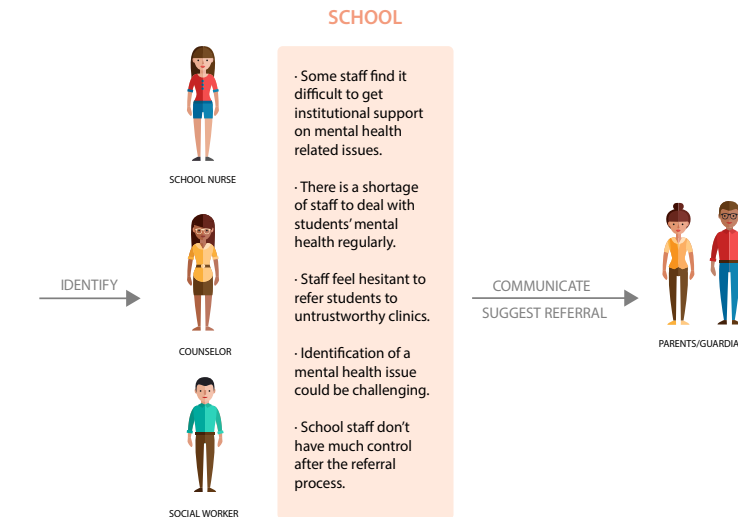 SCHOOL
SCHOOL NURSE
IDENTIFY
COUNSELOR
SOCIAL WORKER
· Some staff find it
difficult to get
institutional support
on mental health
related issues.
· There is a shortage
of staff to deal with
students’ mental
health regularly.
· Staff feel hesitant to
refer students to
untrustworthy clinics.
· Identification of a
mental health issue
could be challenging.
· School staff don’t
have much control
after the referral
process.
COMMUNICATE
SUGGEST REFERRAL
PARENTS/GUARDIA